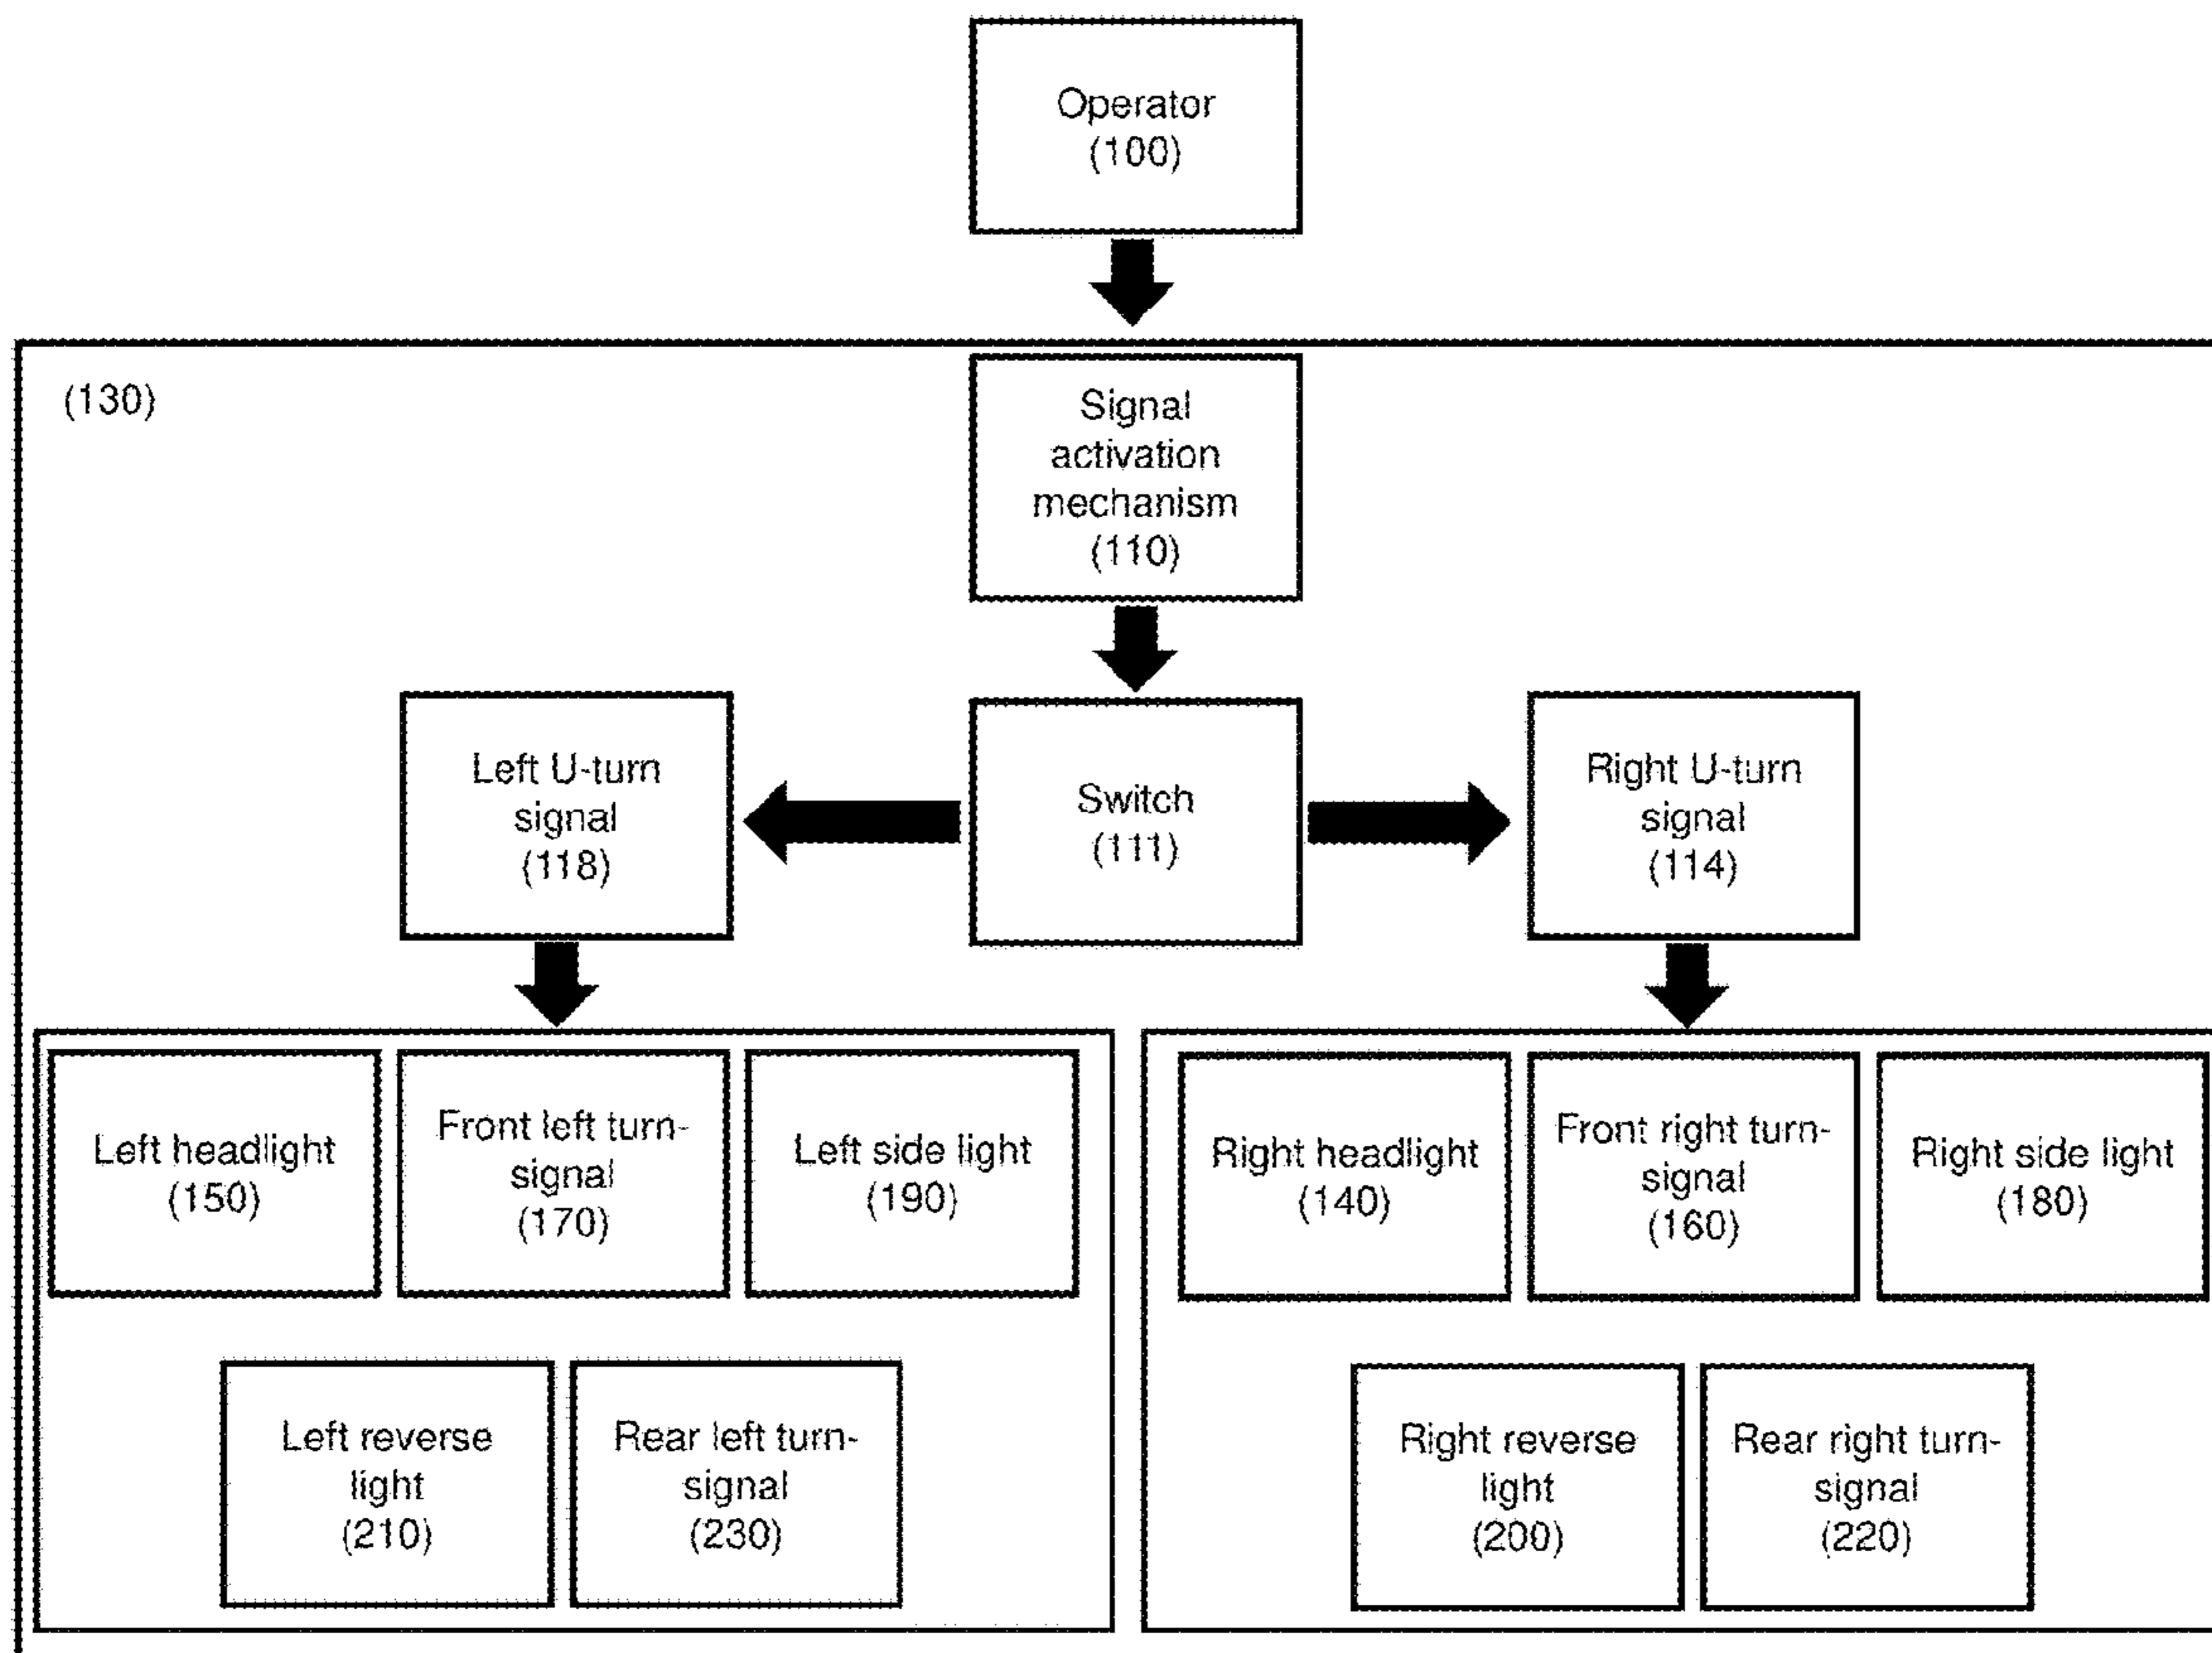 Operator
(100)
(130)
Signal
activation
mechanism
(110)
Left U-turn
signal
(118)
Switch
(111)
Right U-turn
signal
(114)
Left headlight
(150)
Front left turn-
signal
(170)
Left side light
(190)
Right headlight
(140)
Front right turn-
signal
(160)
Right side light
(180)
Left reverse
light
(210)
Rear left turn-
signal
(230)
Right reverse
light
(200)
Rear right turn-
signal
(220)